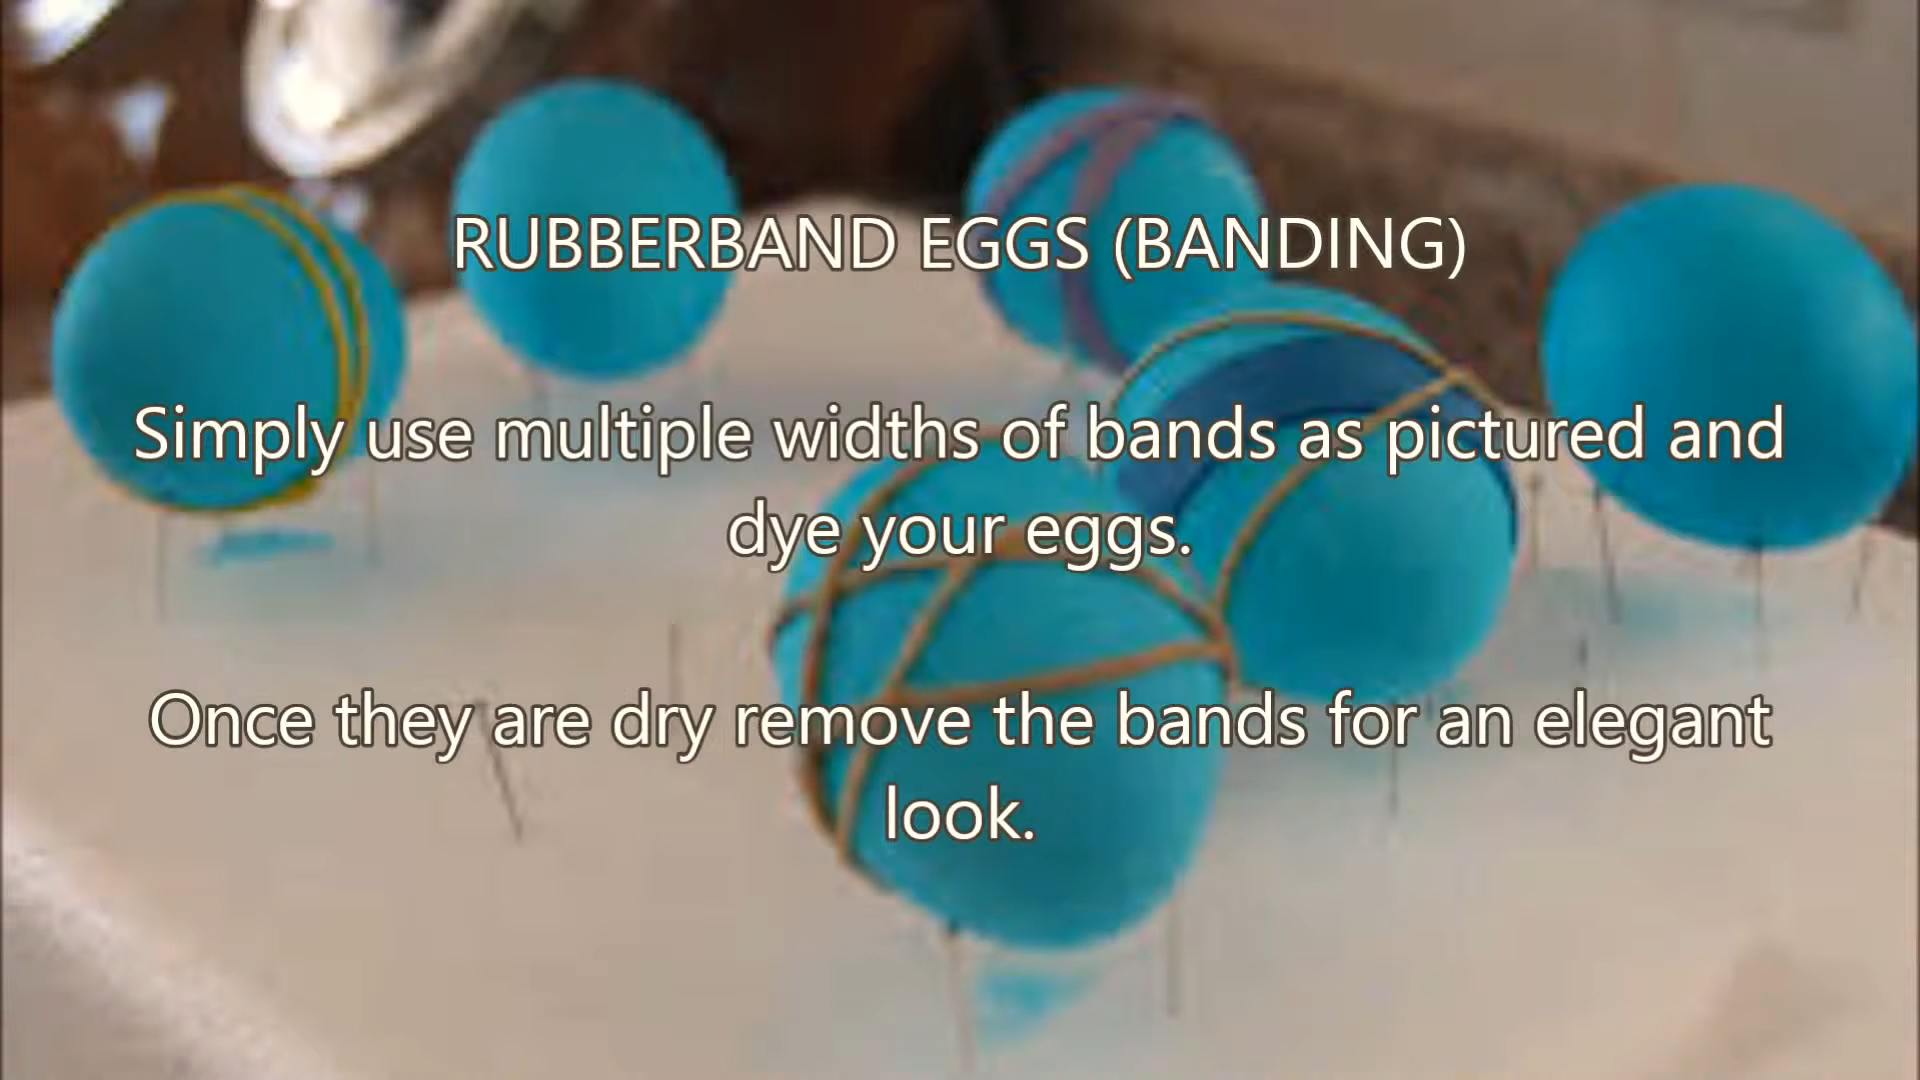 RUBBERBAND EGGS (BANDING)
Simply use multiple widths of bands as pictured and
dye your eggs.
Once they are dry remove the bands for an elegant
look.